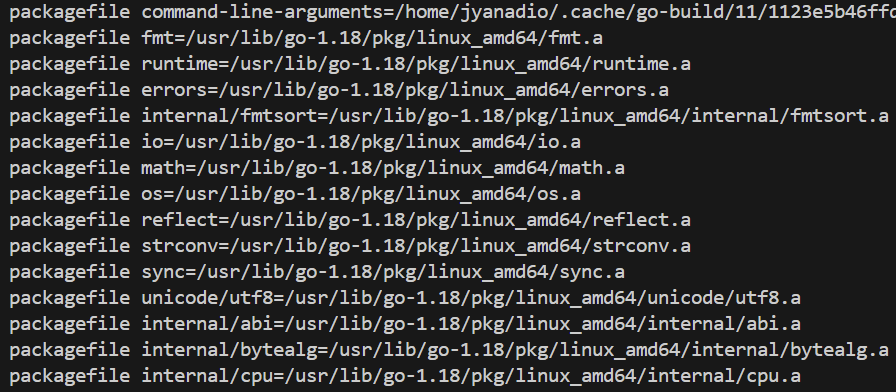 packagefile command-line-arguments=/home/jyanadio/.cache/go-build/11/1123e5b46ffd
packagefile fmt=/usr/lib/go-1.18/pkg/linux_amd64/fmt.a
packagefile runtime=/usr/lib/go-1.18/pkg/linux_amd64/runtime.a
packagefile errors=/usr/lib/go-1.18/pkg/linux_amd64/errors.a
packagefile internal/fmtsort=/usr/lib/go-1.18/pkg/linux_amd64/internal/fmtsort.a
packagefile io=/usr/lib/go-1.18/pkg/linux_amd64/io.a
packagefile math=/usr/lib/go-1.18/pkg/linux_amd64/math.a
packagefile os=/usr/lib/go-1.18/pkg/linux_amd64/os.a
packagefile reflect=/usr/lib/go-1.18/pkg/linux_amd64/reflect.a
packagefile strconv=/usr/lib/go-1.18/pkg/linux_amd64/strconv.a
packagefile sync=/usr/lib/go-1.18/pkg/linux_amd64/sync.a
packagefile unicode/utf8=/usr/lib/go-1.18/pkg/linux_amd64/unicode/utf8.a
packagefile internal/abi=/usr/lib/go-1.18/pkg/linux_amd64/internal/abi.a
packagefile internal/bytealg=/usr/lib/go-1.18/pkg/linux_amd64/internal/bytealg.a
packagefile internal/cpu=/usr/lib/go-1.18/pkg/linux_amd64/internal/cpu.a